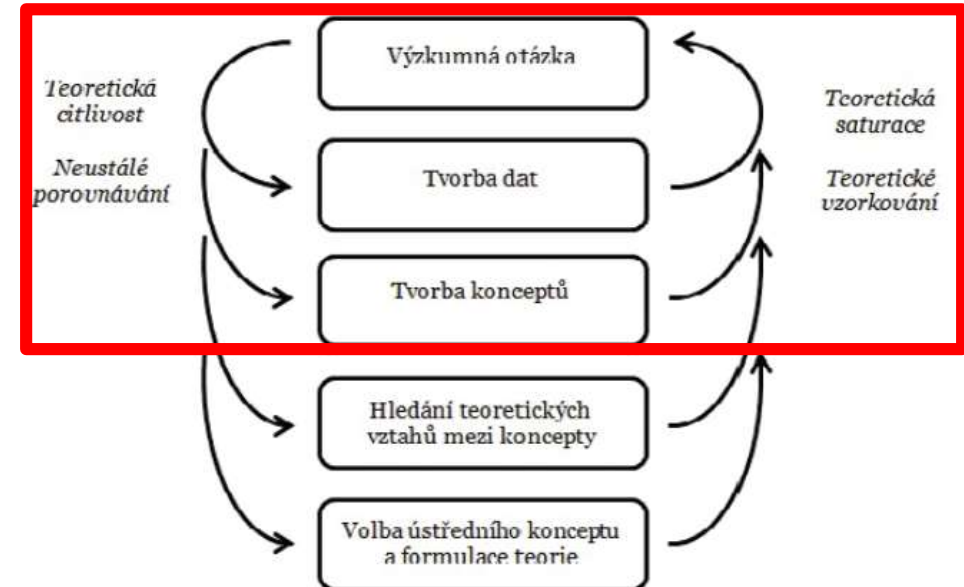 Výzkumná otázka
Teoretická
citlivost
Neustálé
porovnávání
Teoretická
saturace
Teoretické
vzorkování
Tvorba dat
Tvorba konceptů
Hledání teoretických
vztahů mezi koncepty
Volba ústředního konceptu
a formulace teorie